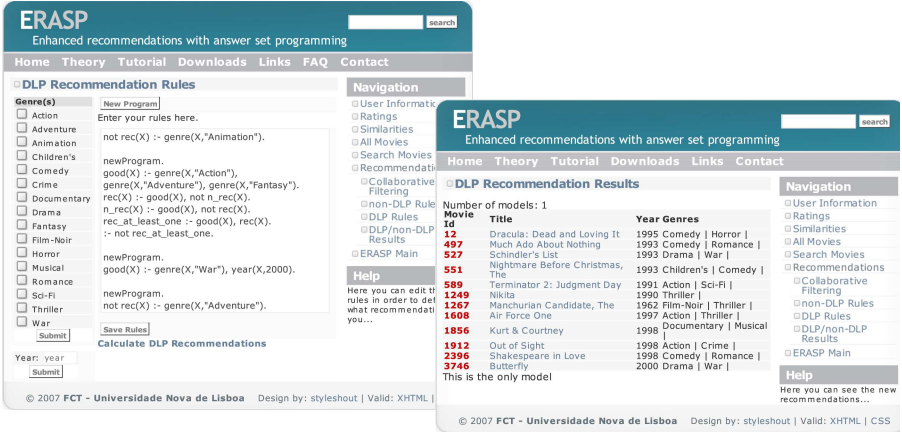 ERASP
search
Enhanced recommendations with answer set programming
Home Theory Tutorial Downloads Links FAQ Contact
DLP Recommendation Rules
Genre(s)
Action
Adventure
Animation
Children's
Comedy
Crime
Documentary
Drama
Fantasy
Film-Noir
Horror
Musical
Romance
Sci-Fi
Thriller
War
Submit
Year: year
Submit
New Program
Enter your rules here.
not rec(X) :- genre(X,"Animation").
newProgram.
good(X) :- genre(X,"Action"),
genre(X,"Adventure"), genre(X,"Fantasy").
rec(X) :- good(X), not n_rec(X).
n_rec(X) :- good(X), not rec(X).
rec_at_least_one :- good(X), rec(X).
:- not rec_at_least_one.
newProgram.
good(X) :- genre(X,"War"), year(X,2000).
newProgram.
not rec(X) :- genre(X,"Adventure").
Save Rules
Calculate DLP Recommendations
Navigation
User Informatic
Ratings
Similarities
All Movies
Search Movies
Recommendati
Collaborative
Filtering
non-DLP Rule
DLP Rules
DLP/non-DLP
Results
ERASP Main
Help
Here you can edit th
rules in order to def
what recommendati
you...
© 2007 FCT - Universidade Nova de Lisboa Design by: styleshout | Valid: XHTML |
ERASP
search
Enhanced recommendations with answer set programming
Home Theory Tutorial Downloads Links Contact
DLP Recommendation Results
Number of models: 1
Movie
Id Title Year Genres
12 Dracula: Dead and Loving It 1995 Comedy | Horror |
497 Much Ado About Nothing 1993 Comedy | Romance |
527 Schindler's List 1993 Drama | War |
551 Nightmare Before Christmas,
The 1993 Children's | Comedy |
589 Terminator 2: Judgment Day 1991 Action | Sci-Fi |
1249 Nikita 1990 Thriller |
1267 Manchurian Candidate, The 1962 Film-Noir | Thriller |
1608 Air Force One 1997 Action | Thriller |
1856 Kurt & Courtney 1998 Documentary | Musical
|
1912 Out of Sight 1998 Action | Crime |
2396 Shakespeare in Love 1998 Comedy | Romance |
3746 Butterfly 2000 Drama | War |
This is the only model
Navigation
User Information
Ratings
Similarities
All Movies
Search Movies
Recommendations
Collaborative
Filtering
non-DLP Rules
DLP Rules
DLP/non-DLP
Results
ERASP Main
Help
Here you can see the new
recommendations...
© 2007 FCT - Universidade Nova de Lisboa Design by: styleshout | Valid: XHTML | CSS